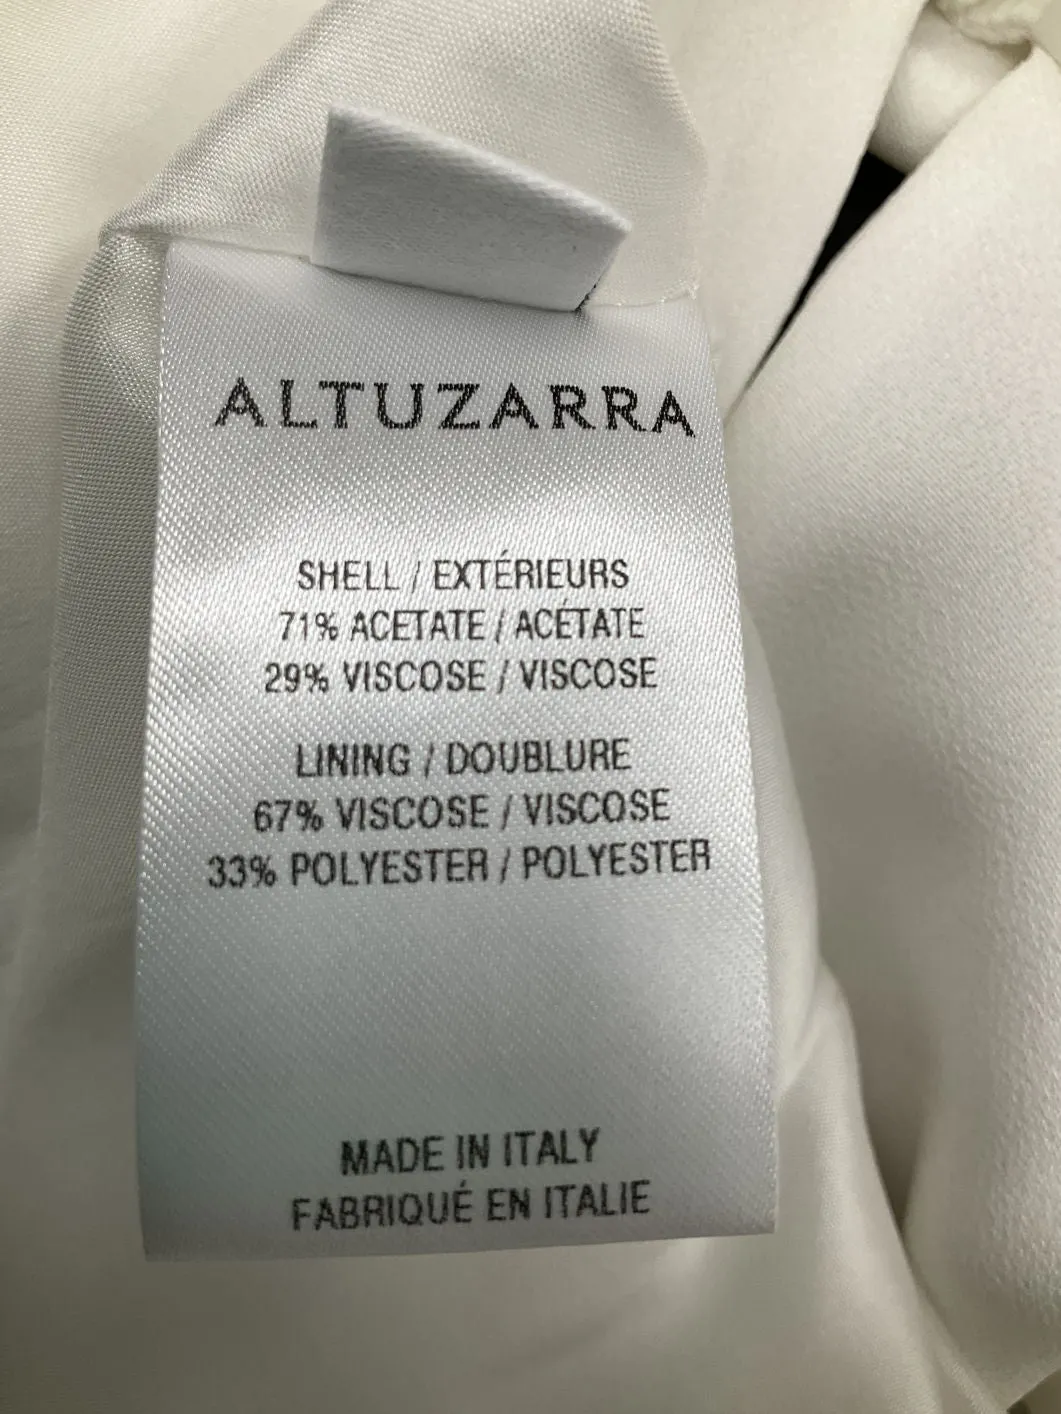 ALTUZARRA
SHELL / EXTÉRIEURS
71% ACETATE / ACÉTATE
29% VISCOSE / VISCOSE
LINING / DOUBLURE
67% VISCOSE / VISCOSE
33% POLYESTER / POLYESTER
MADE IN ITALY
FABRIQUÉ EN ITALIE